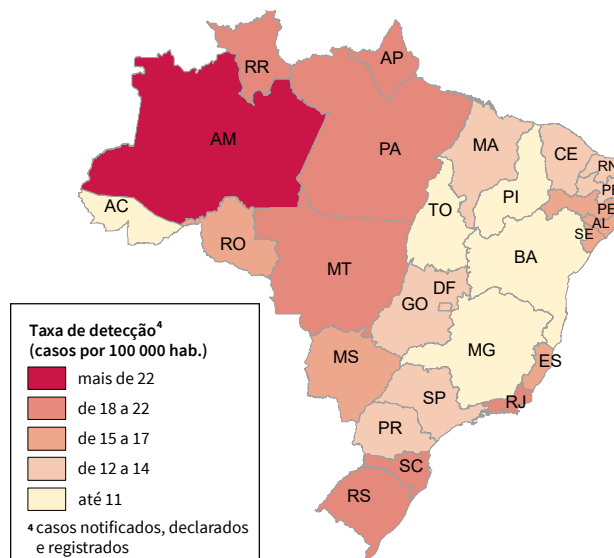 RR
AP
AM
PA
MA
CE
RN
PI
PE
AL
SE
AC
TO
RO
BA
MT
DF
GO
MG
ES
MS
SP
RJ
PR
SC
RS
Taxa de detecção⁴
(casos por 100 000 hab.)
mais de 22
de 18 a 22
de 15 a 17
de 12 a 14
até 11
⁴ casos notificados, declarados
e registrados